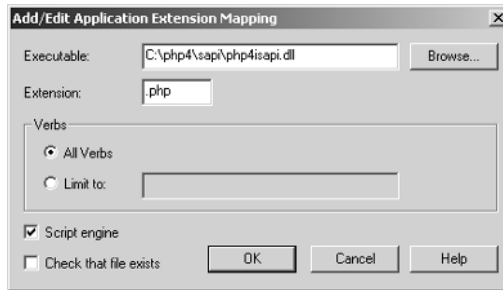 Add/Edit Application Extension Mapping
Executable: C:\php4\sapi\php4isapi.dll Browse...
Extension: .php
Verbs
All Verbs
Limit to:
Script engine
Check that file exists OK Cancel Help